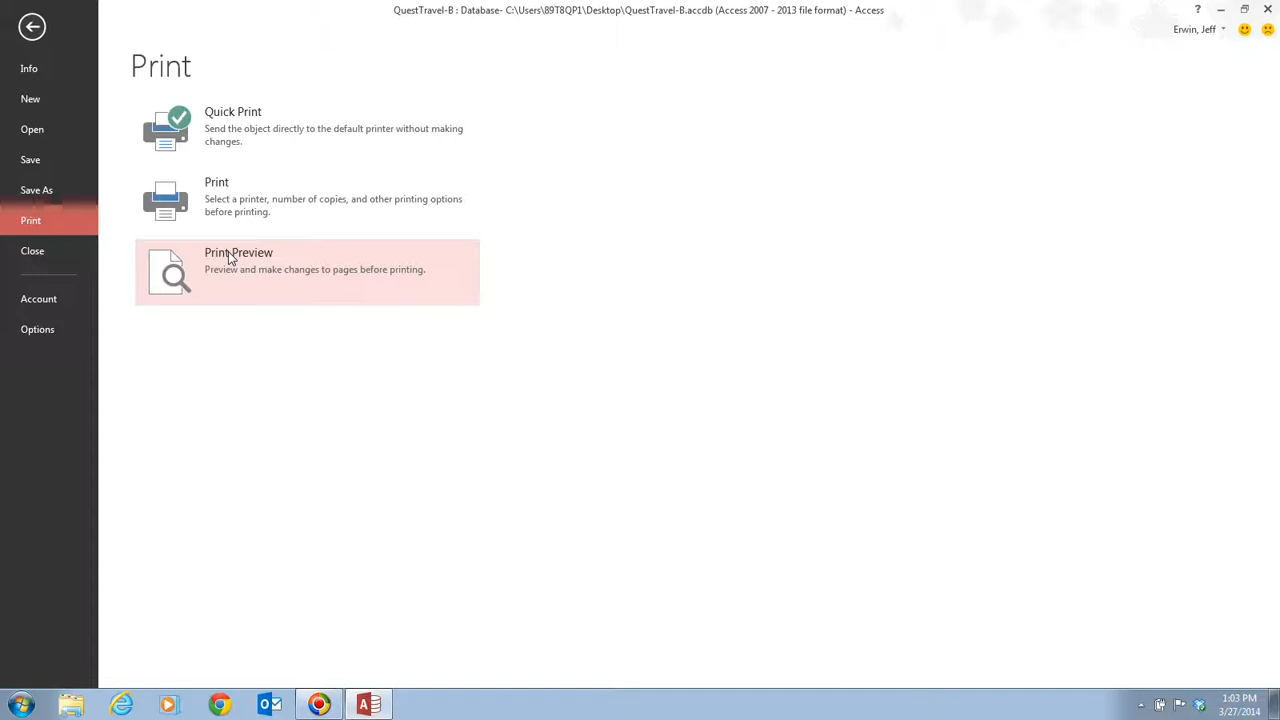 QuestTravel-B : Database- C:\Users\89T8QP1\Desktop\QuestTravel-B.accdb (Access 2007 - 2013 file format) - Access
?
Erwin, Jeff
Info
New
Open
Save
Save As
Print
Close
Account
Options
Print
Quick Print
Send the object directly to the default printer without making
changes.
Print
Select a printer, number of copies, and other printing options
before printing.
Print Preview
Preview and make changes to pages before printing.
1:03 PM
3/27/2014